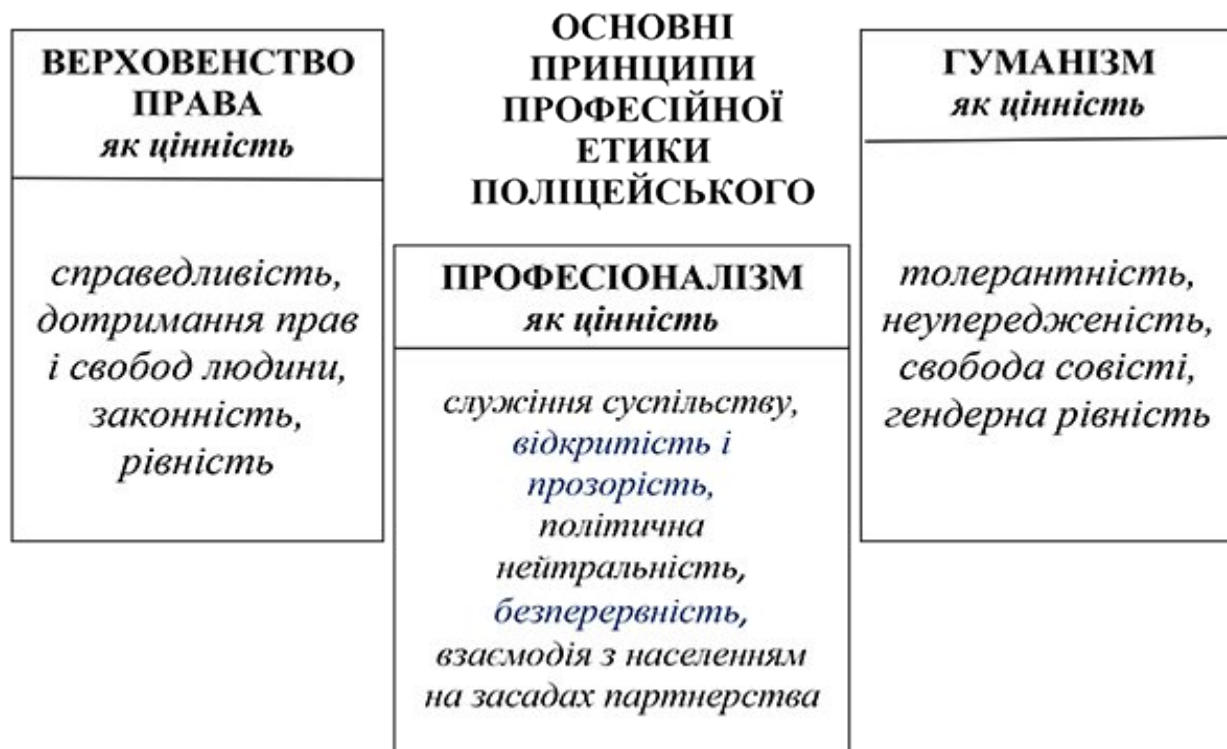 ОСНОВНІ
ПРИНЦИПИ
ПРОФЕСІЙНОЇ
ЕТИКИ
ПОЛІЦЕЙСЬКОГО
ВЕРХОВЕНСТВО
ПРАВА
як цінність
справедливість,
дотримання прав
і свобод людини,
законність,
рівність
ПРОФЕСІОНАЛІЗМ
як цінність
служіння суспільству,
відкритість і
прозорість,
політична
нейтральність,
безперервність,
взаємодія з населенням
на засадах партнерства
ГУМАНІЗМ
як цінність
толерантність,
неупередженість,
свобода совісті,
гендерна рівність